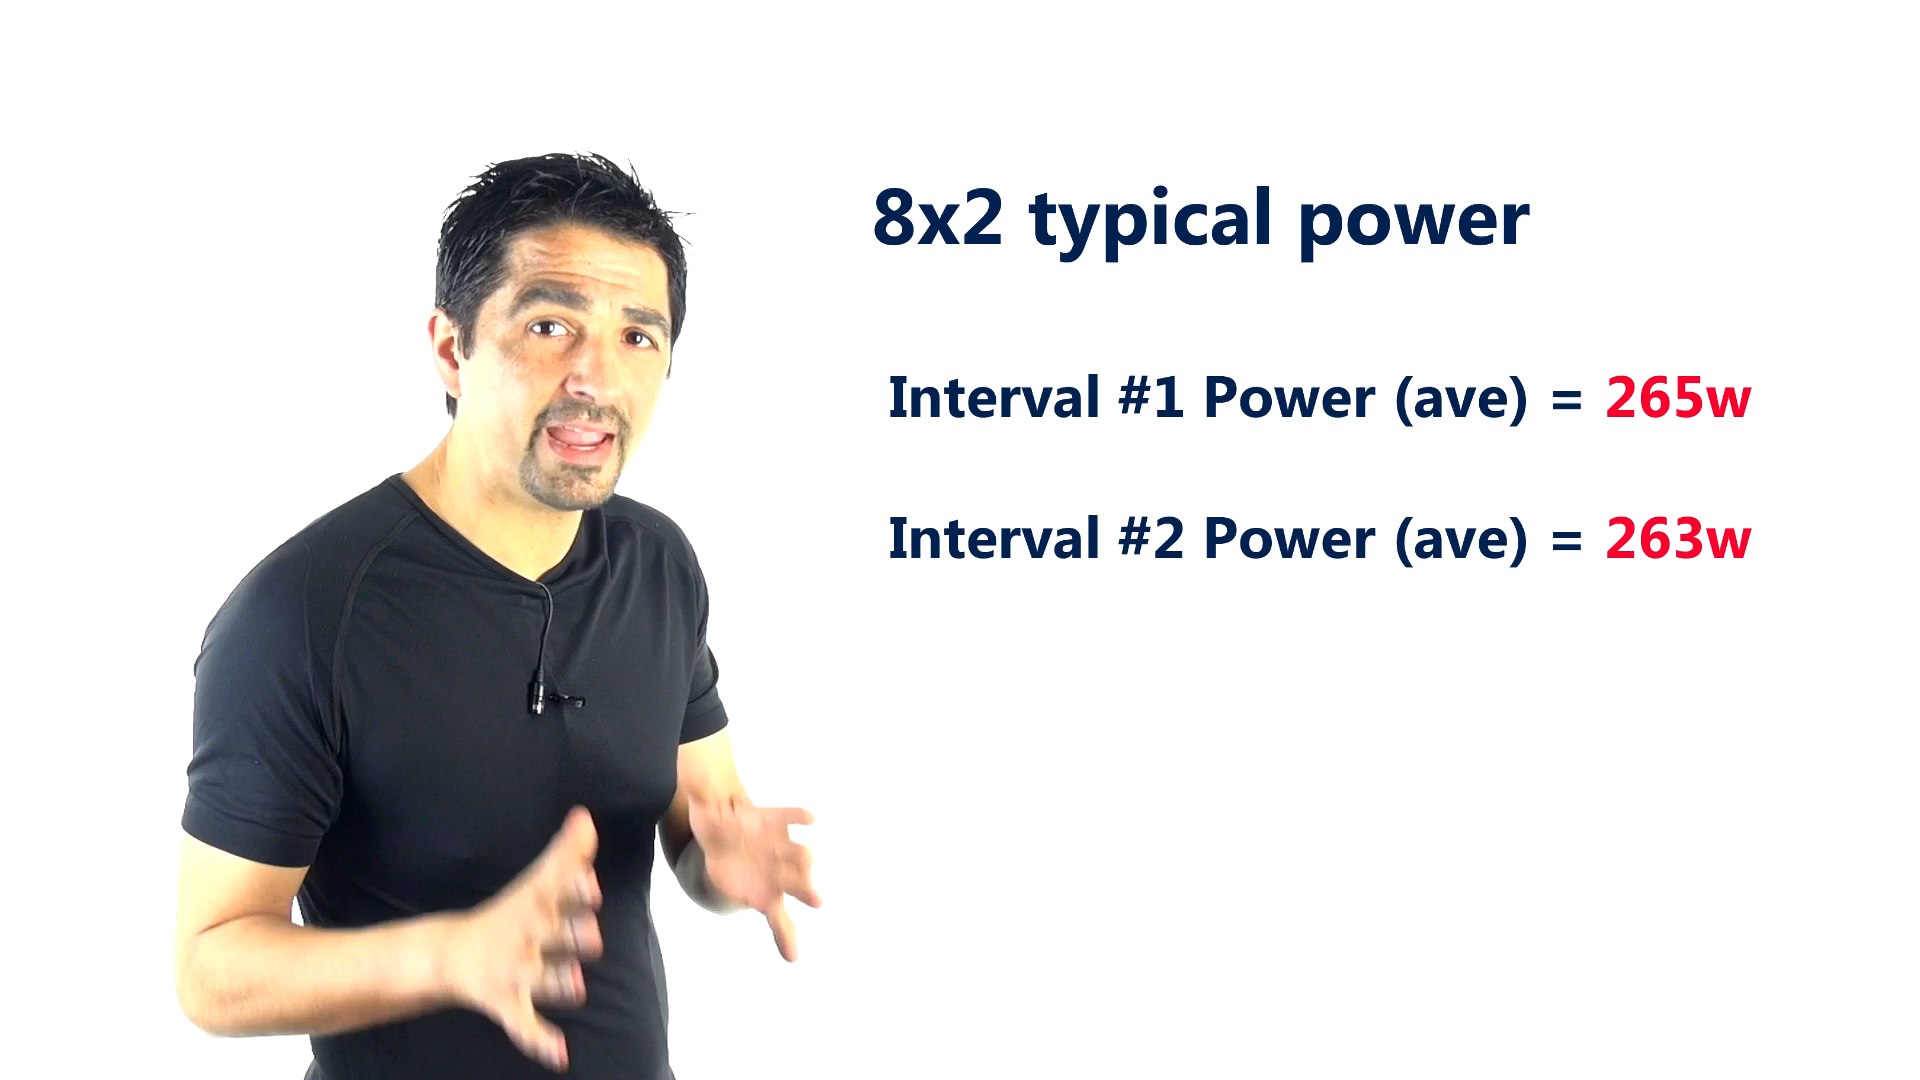 8x2 typical power
Interval #1 Power (ave) = 265w
Interval #2 Power (ave) = 263w